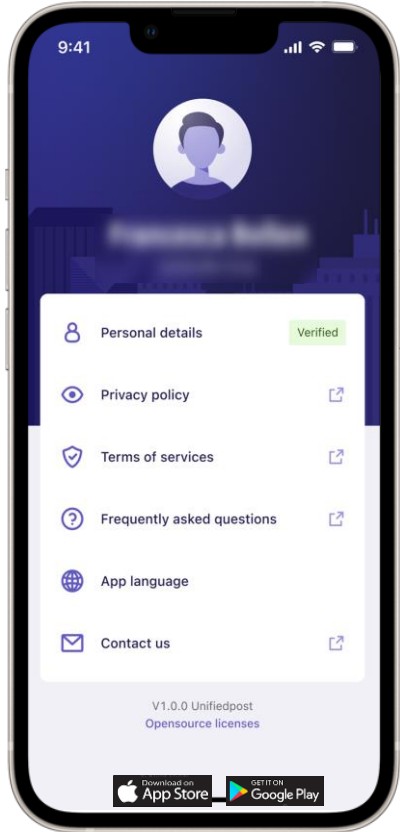 9:41
Personal details
Verified
Privacy policy
Terms of services
Frequently asked questions
App language
Contact us
V1.0.0 Unifiedpost
Opensource licenses
Download on
App Store
GET IT ON
Google Play